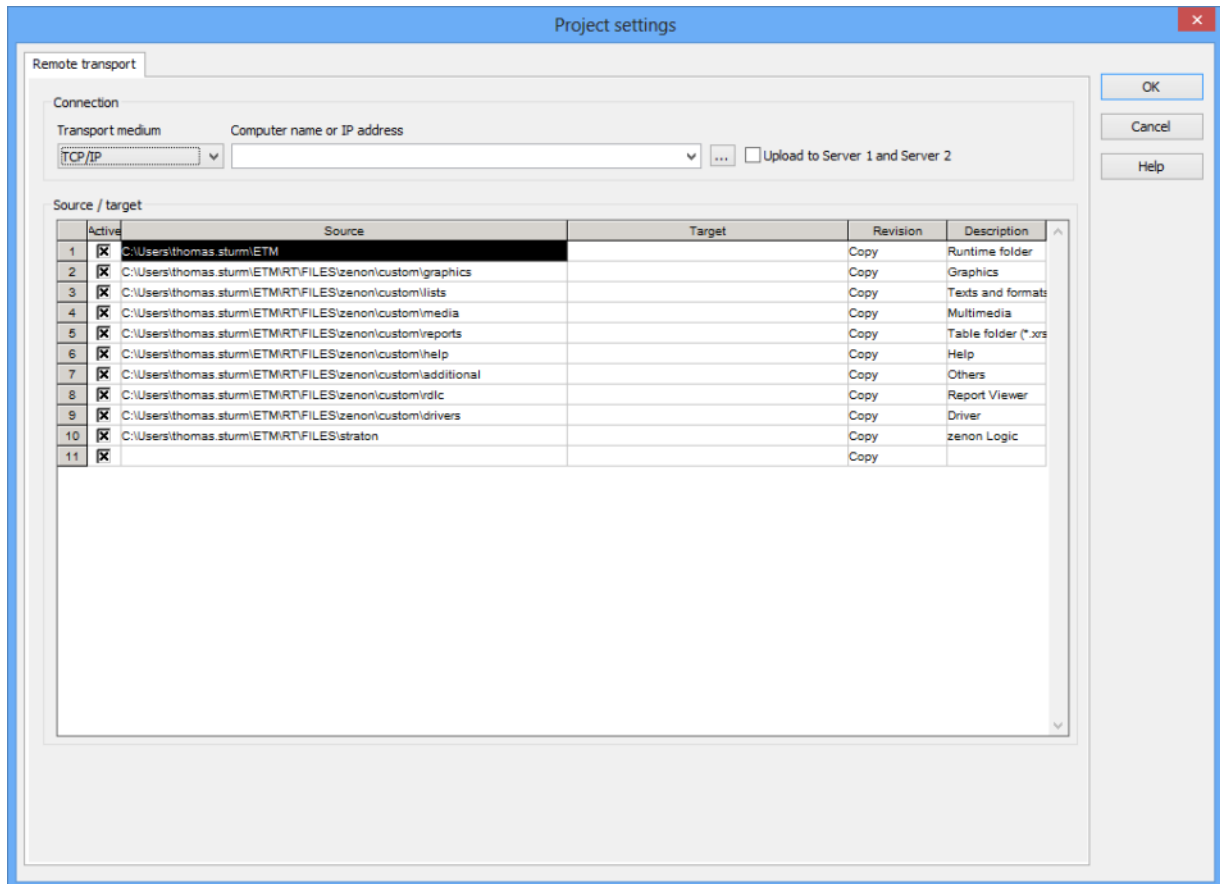 Project settings
Remote transport
OK
Connection
Transport medium Computer name or IP address
Cancel
TCP/IP ... Upload to Server 1 and Server 2
Help
Source / target
Active Source Target Revision Description
1 C:\Users\thomas.sturm\ETM Copy Runtime folder
2 C:\Users\thomas.sturm\ETM\RT\FILES\zenon\custom\graphics Copy Graphics
3 C:\Users\thomas.sturm\ETM\RT\FILES\zenon\custom\lists Copy Texts and formats
4 C:\Users\thomas.sturm\ETM\RT\FILES\zenon\custom\media Copy Multimedia
5 C:\Users\thomas.sturm\ETM\RT\FILES\zenon\custom\reports Copy Table folder (*.xrs
6 C:\Users\thomas.sturm\ETM\RT\FILES\zenon\custom\help Copy Help
7 C:\Users\thomas.sturm\ETM\RT\FILES\zenon\custom\additional Copy Others
8 C:\Users\thomas.sturm\ETM\RT\FILES\zenon\custom\rdlc Copy Report Viewer
9 C:\Users\thomas.sturm\ETM\RT\FILES\zenon\custom\drivers Copy Driver
10 C:\Users\thomas.sturm\ETM\RT\FILES\straton Copy zenon Logic
11 Copy